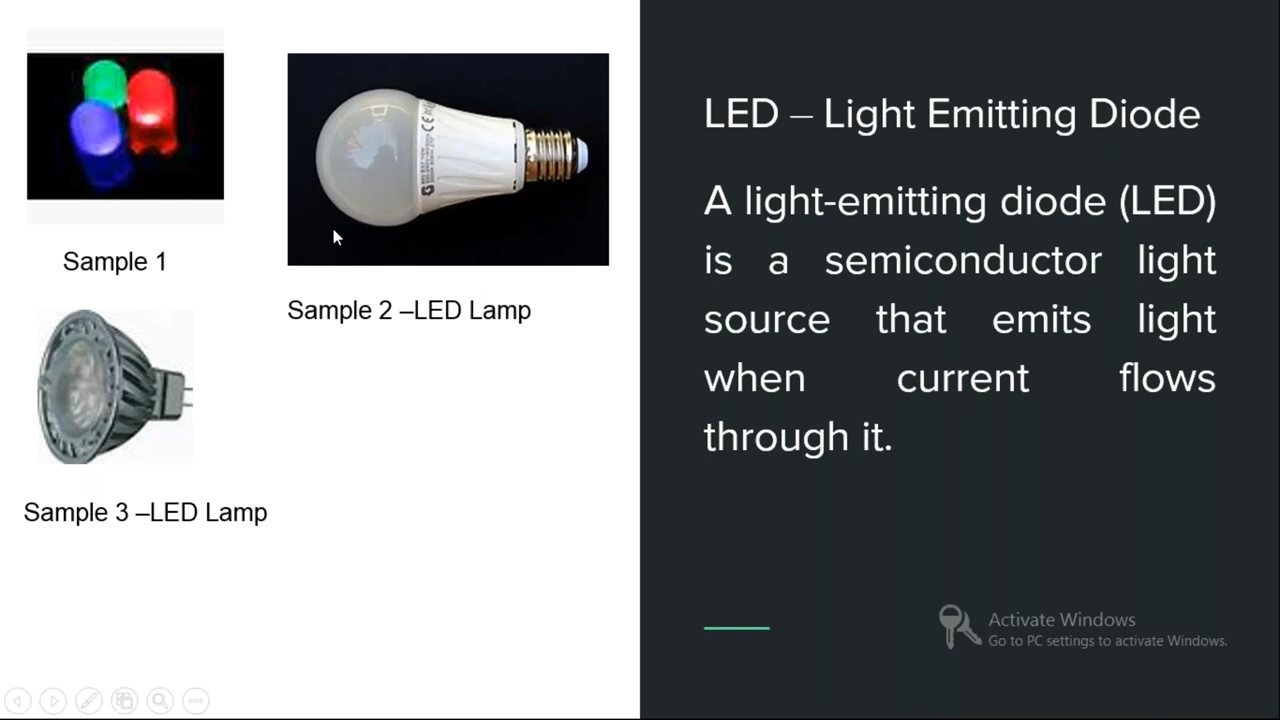 Sample 1
Sample 2 –LED Lamp
Sample 3 –LED Lamp
LED – Light Emitting Diode
A light-emitting diode (LED)
is a semiconductor light
source that emits light
when current flows
through it.
Activate Windows
Go to PC settings to activate Windows.